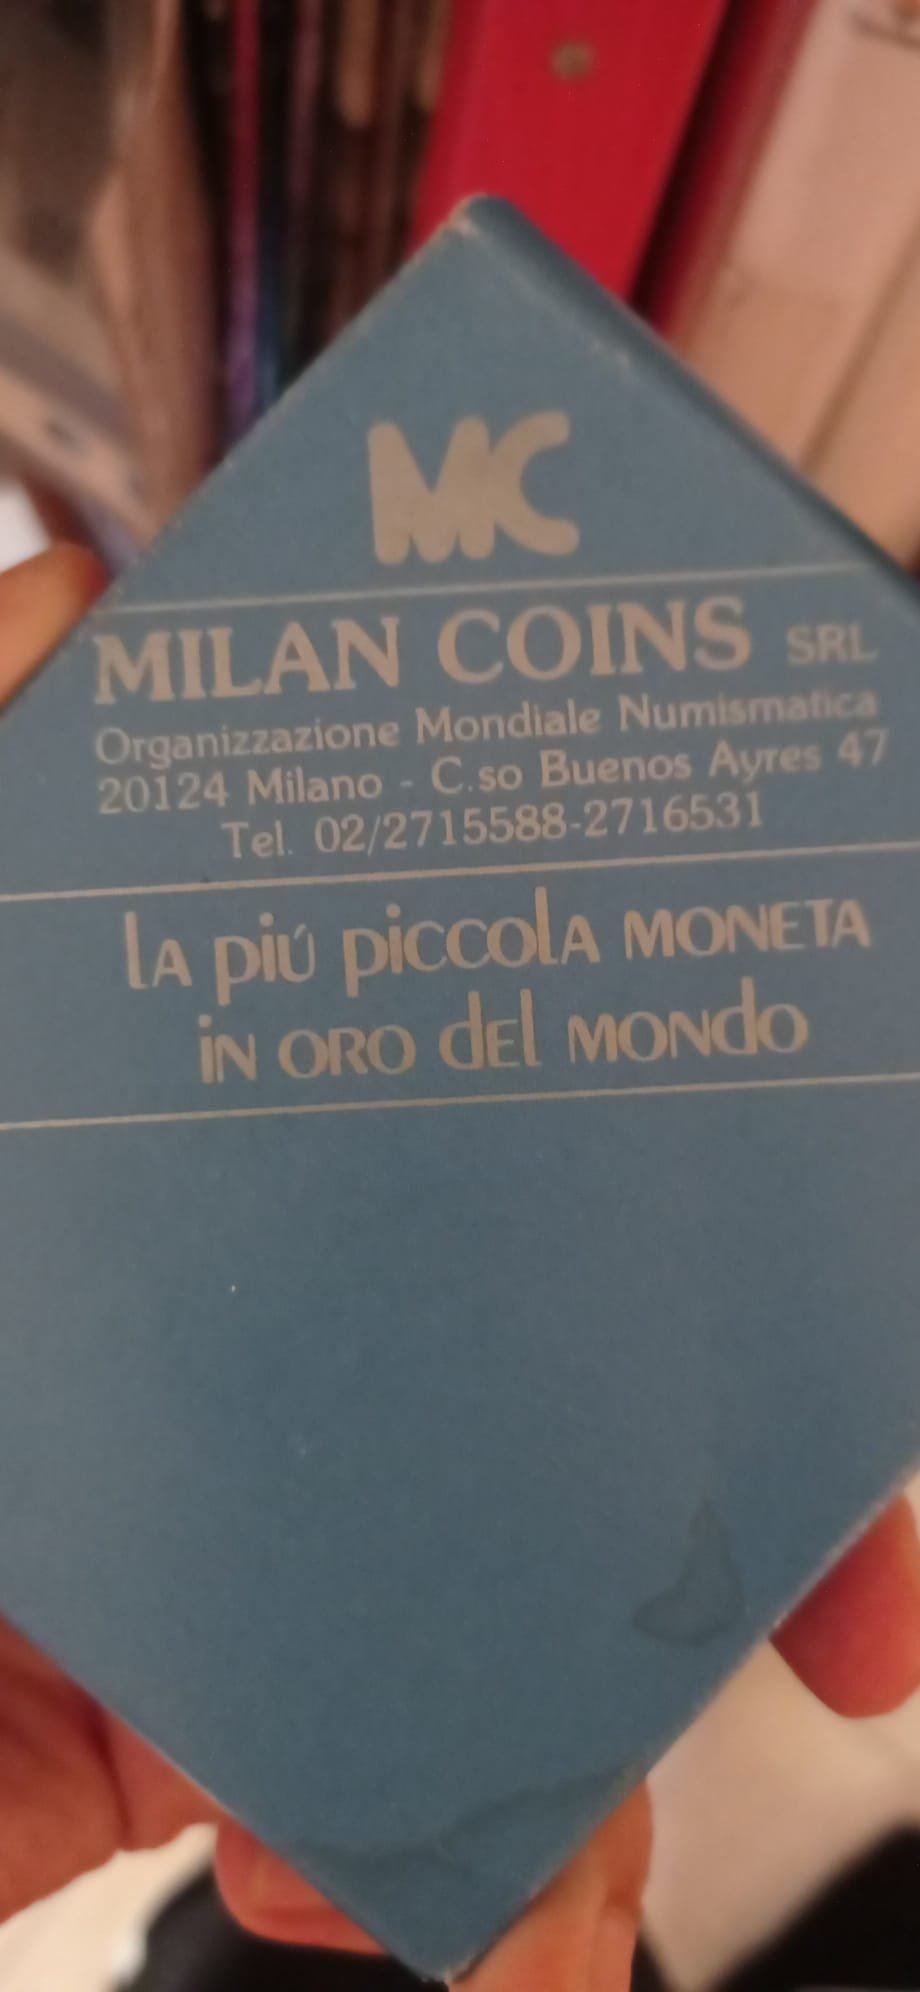 MC
MILAN COINS SRL
Organizzazione Mondiale Numismatica
20124 Milano - C.so Buenos Ayres 47
Tel. 02/2715588-2716531
lA piú piccolA MONETA
iN ORO dEl MONdO